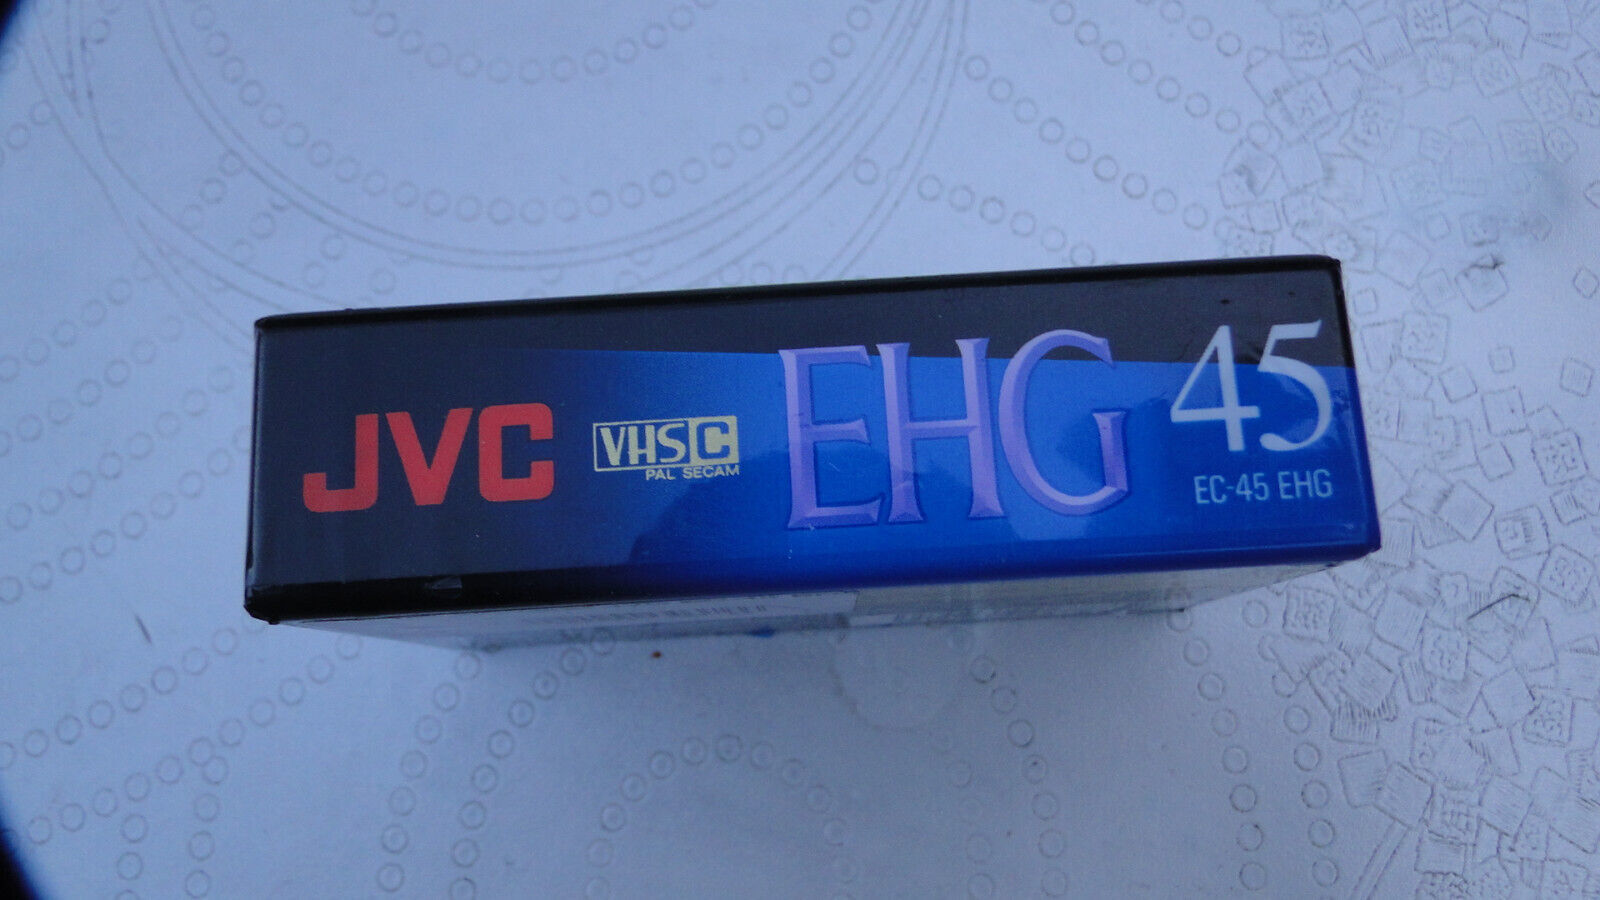 JVC
VHS C
PAL SECAM
EHG 45
EC-45 EHG